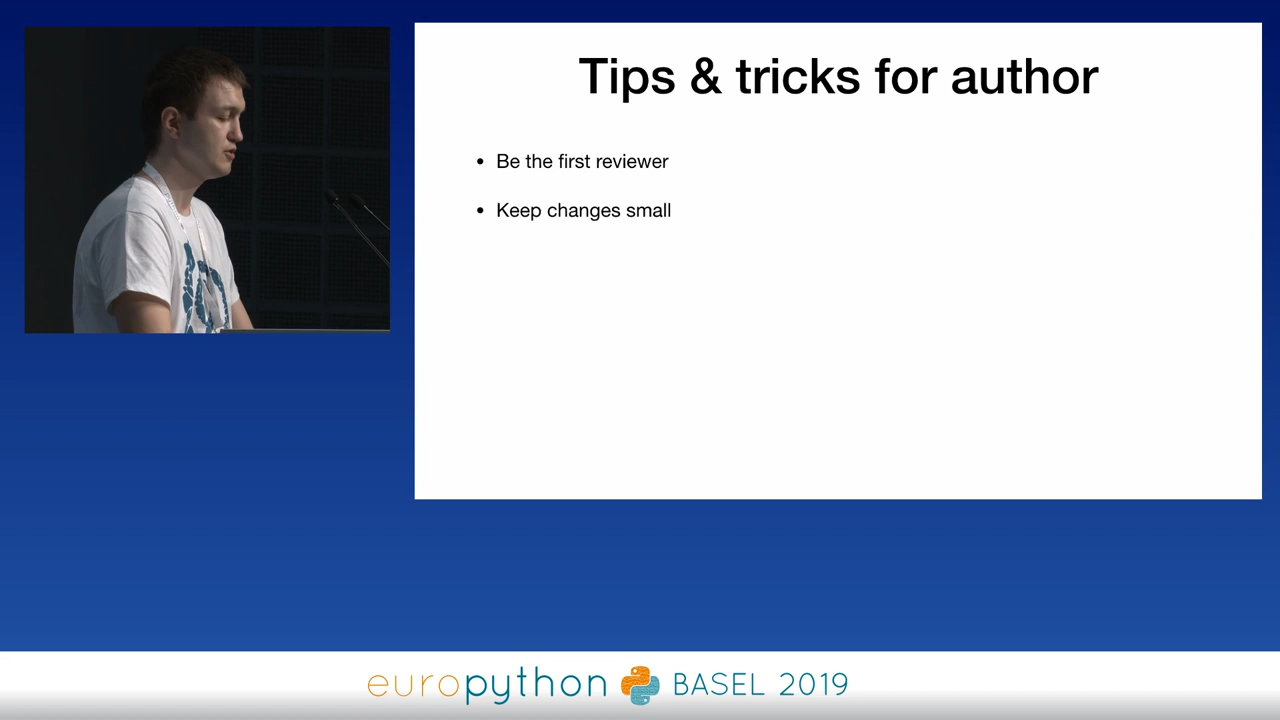 Tips & tricks for author
• Be the first reviewer
• Keep changes small
europython BASEL 2019